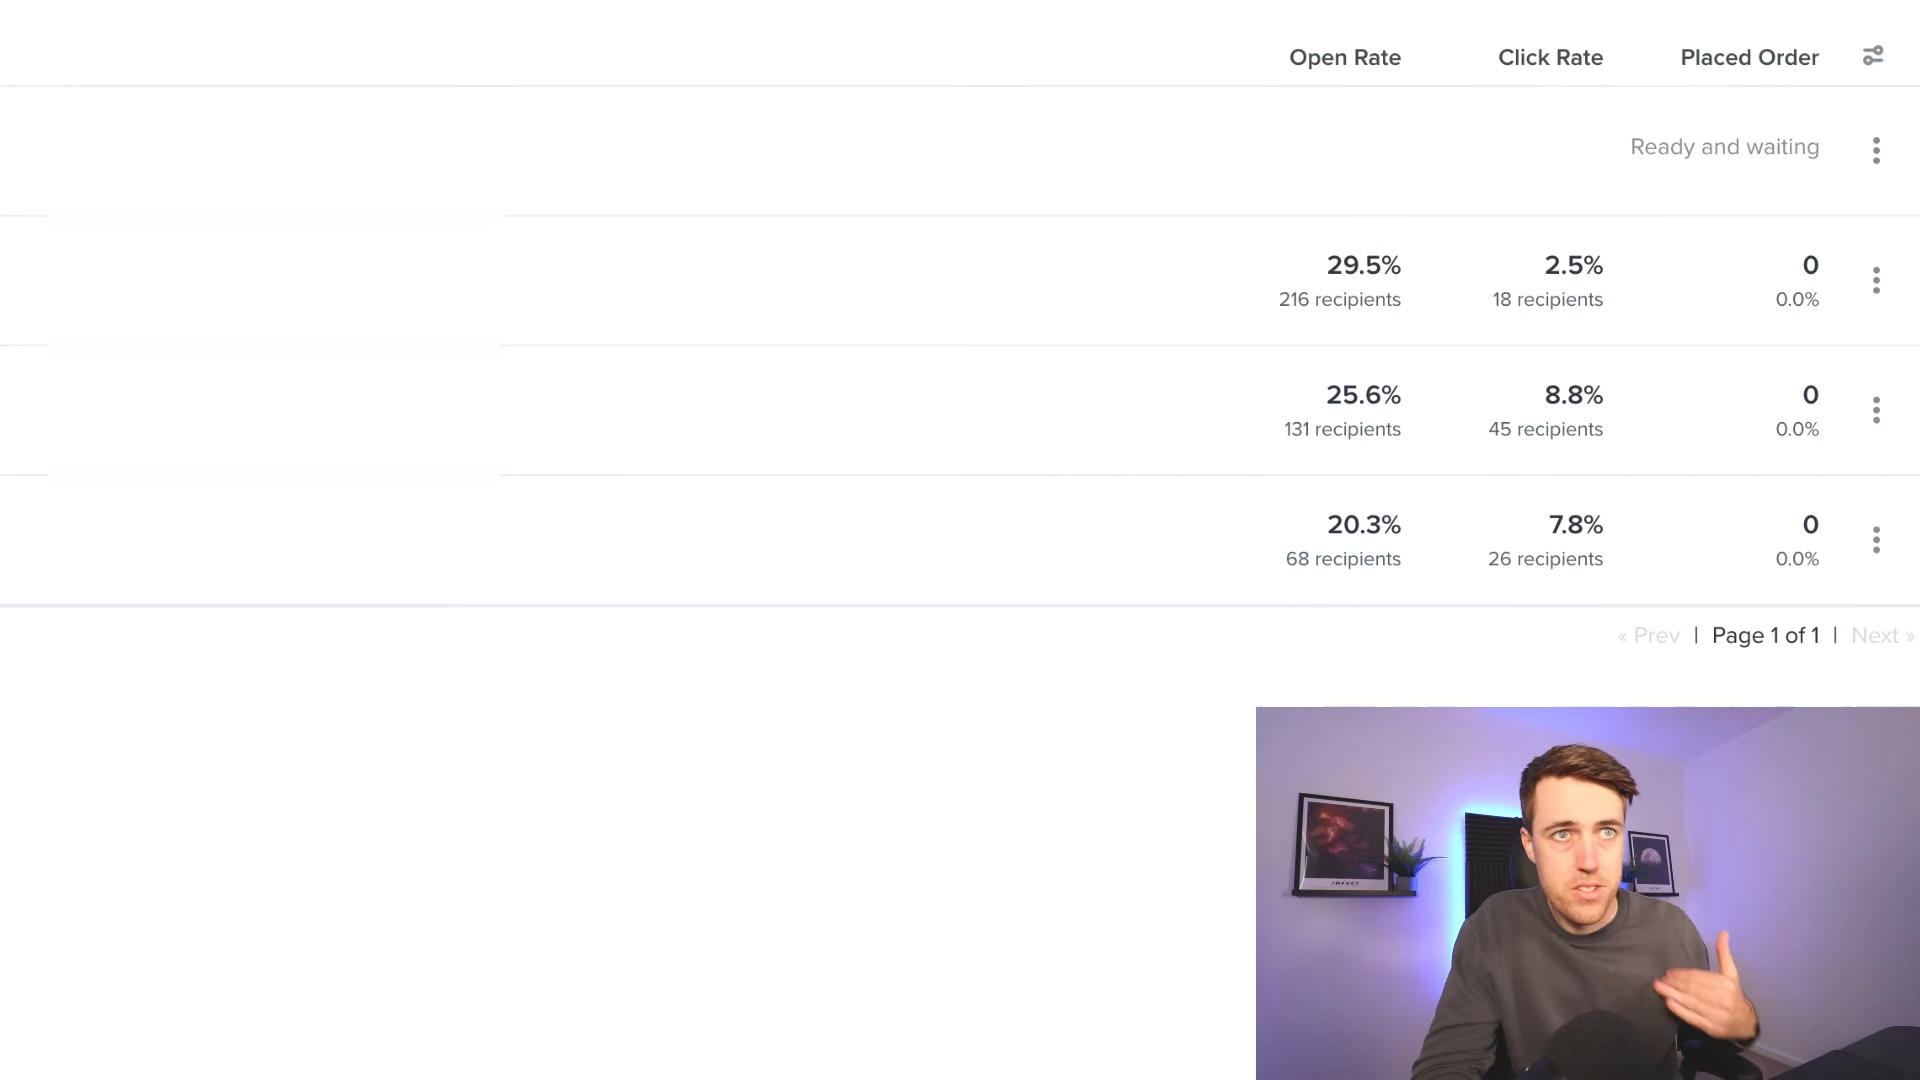 Open Rate Click Rate Placed Order
Ready and waiting
29.5% 2.5% 0
216 recipients 18 recipients 0.0%
25.6% 8.8% 0
131 recipients 45 recipients 0.0%
20.3% 7.8% 0
68 recipients 26 recipients 0.0%
« Prev | Page 1 of 1 | Next »
IMPACT